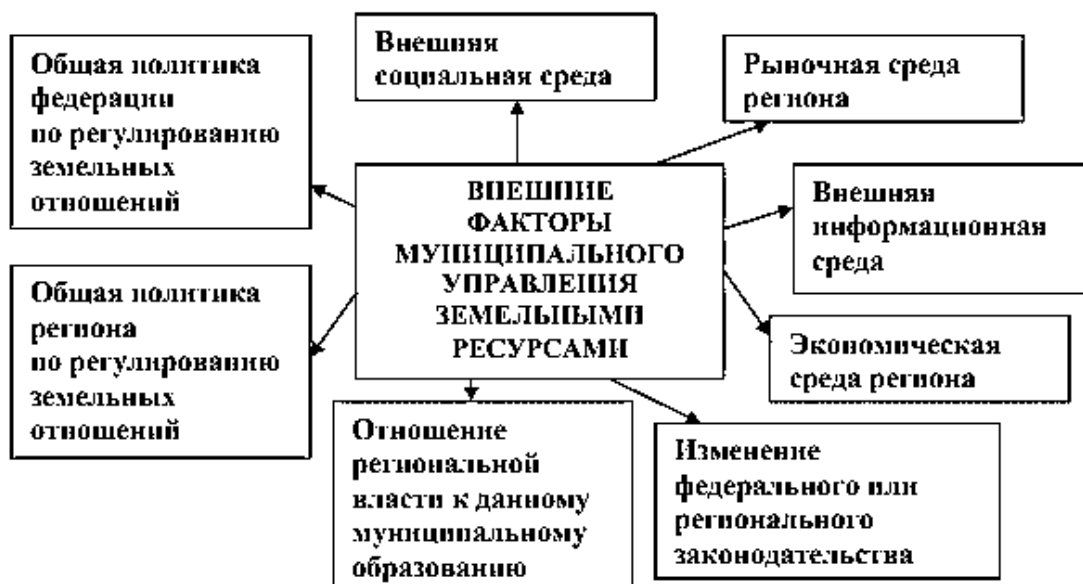 Общая политика
федерации
по регулированию
земельных
отношений
Внешняя
социальная среда
Рыночная среда
региона
ВНЕШНИЕ
ФАКТОРЫ
МУНИЦИПАЛЬНОГО
УПРАВЛЕНИЯ
ЗЕМЕЛЬНЫМИ
РЕСУРСАМИ
Внешняя
информационная
среда
Общая политика
региона
по регулированию
земельных
отношений
Экономическая
среда региона
Отношение
региональной
власти к данному
муниципальному
образованию
Изменение
федерального или
регионального
законодательства